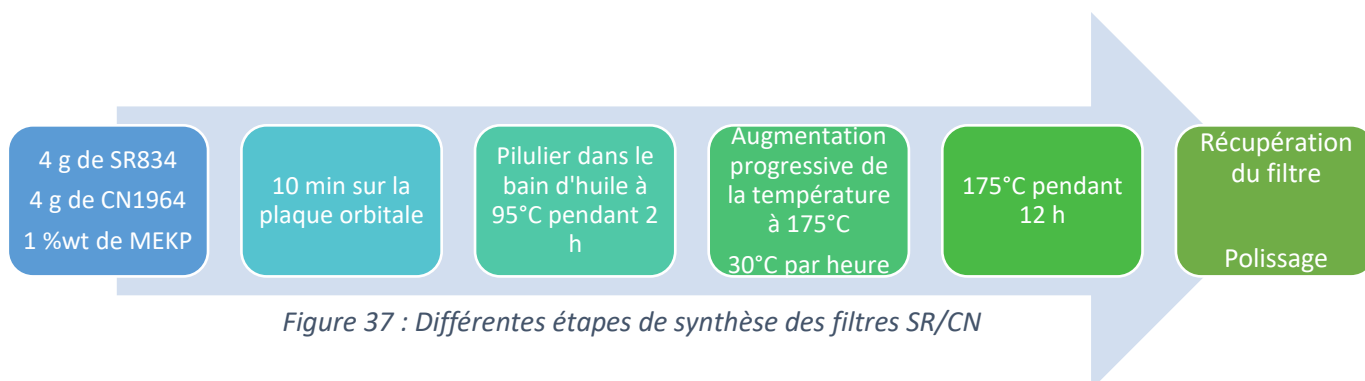 4 g de SR834
4 g de CN1964
1 %wt de MEKP
10 min sur la
plaque orbitale
Pilulier dans le
bain d'huile à
95°C pendant 2
h
Augmentation
progressive de
la température
à 175°C
30°C par heure
175°C pendant
12 h
Récupération
du filtre
Polissage
Figure 37 : Différentes étapes de synthèse des filtres SR/CN